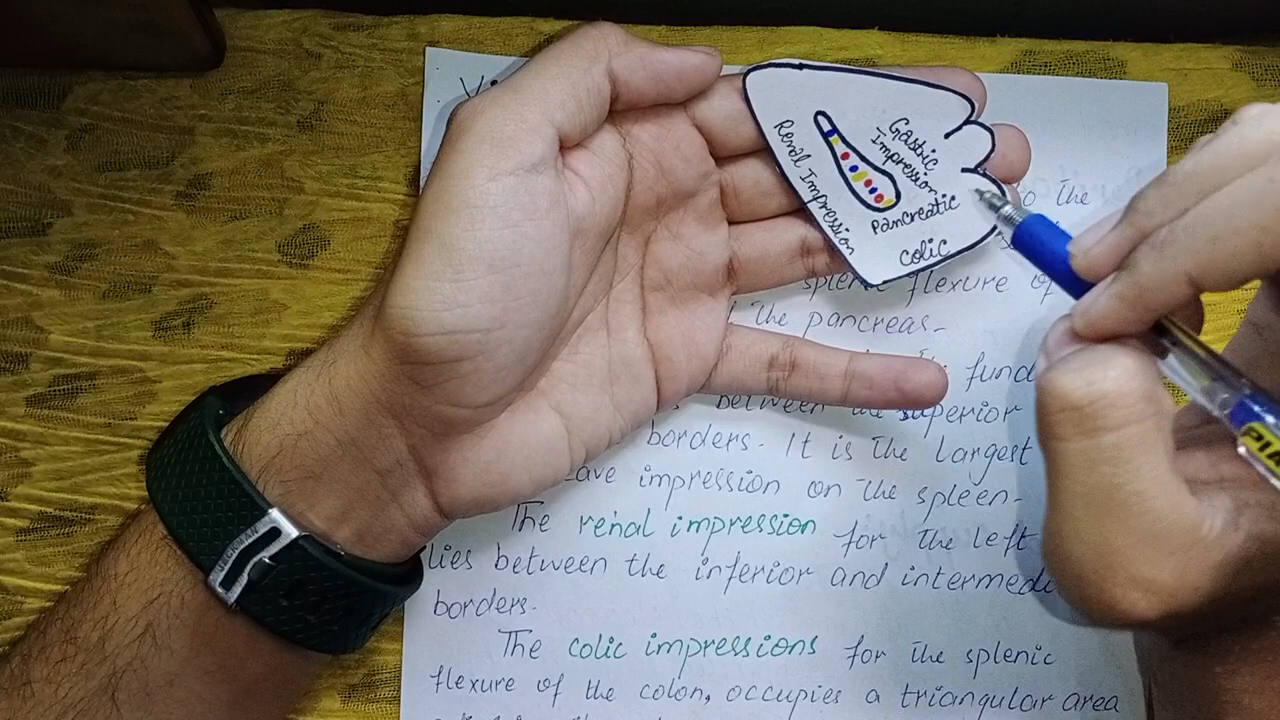 Renal Impression
Gastric
Impression
Pancreatic
colic
to the
splenic flexure of
the pancreas-
fund
between the superior
borders. It is the largest
impression on the spleen-
The renal impression for the left
lies between the inferior and
borders-
The colic impressions for the splenic
flexure of the colon, occupies a triangular area